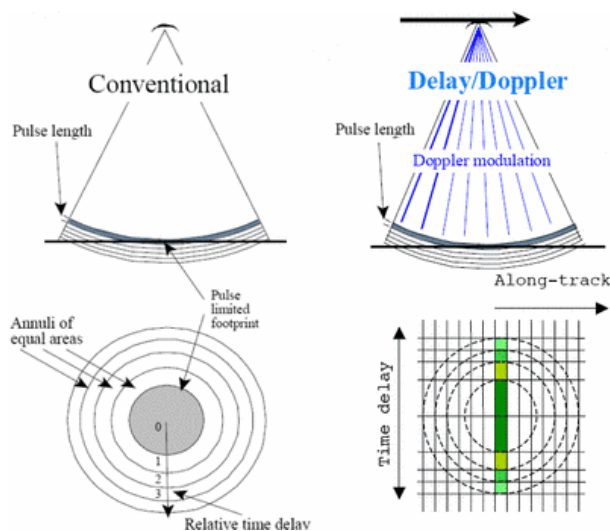 Conventional
Pulse length
Pulse
limited
footprint
Annuli of
equal areas
0
1
2
3
Relative time delay
Delay/Doppler
Pulse length
Doppler modulation
Along-track
Time delay